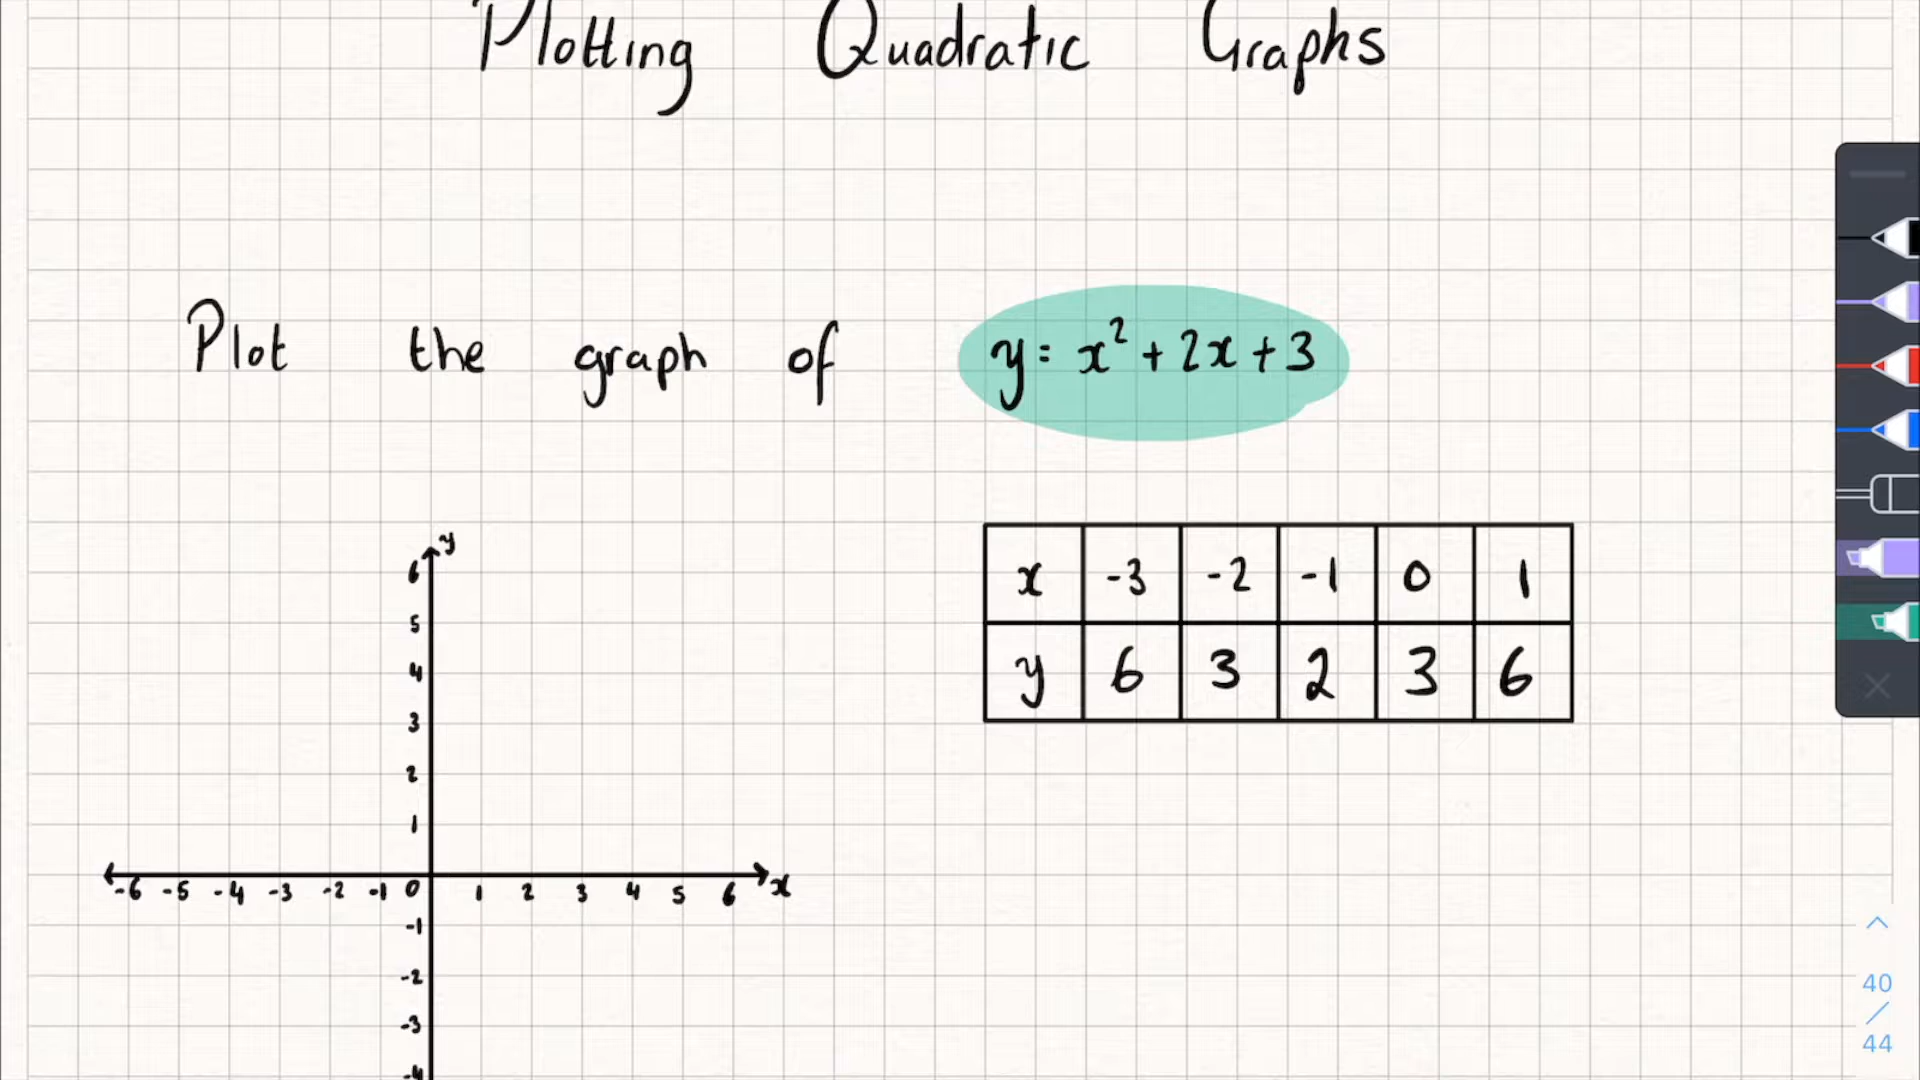 Plotting Quadratic Graphs
Plot the graph of y = x² + 2x + 3
y
6
5
4
3
2
1
-6 -5 -4 -3 -2 -1 0 1 2 3 4 5 6 x
-1
-2
-3
-4
x -3 -2 -1 0 1
y 6 3 2 3 6
40
/
44